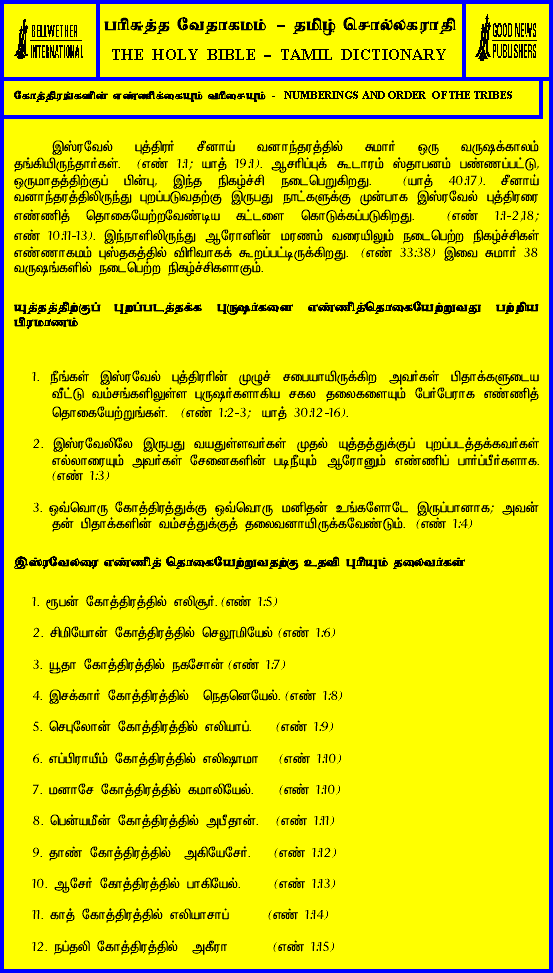 BELLWETHER
INTERNATIONAL
பரிசுத்த வேதாகமம் – தமிழ் சொல்லகராதி
THE HOLY BIBLE – TAMIL DICTIONARY
GOOD NEWS
PUBLISHERS
கோத்திரங்களின் எண்ணிக்கையும் வரிசையும் - NUMBERINGS AND ORDER OF THE TRIBES
இஸ்ரவேல் புத்திரர் சீனாய் வனாந்தரத்தில் சுமார் ஒரு வருஷக்காலம்
தங்கியிருந்தார்கள். (எண் 1:1; யாத் 19:1). ஆசரிப்புக் கூடாரம் ஸ்தாபனம் பண்ணப்பட்டு,
ஒருமாதத்திற்குப் பின்பு, இந்த நிகழ்ச்சி நடைபெறுகிறது. (யாத் 40:17). சீனாய்
வனாந்தரத்திலிருந்து புறப்படுவதற்கு இருபது நாட்களுக்கு முன்பாக இஸ்ரவேல் புத்திரரை
எண்ணித் தொகையேற்றவேண்டிய கட்டளை கொடுக்கப்படுகிறது. (எண் 1:1-2,18;
எண் 10:11-13). இந்நாளிலிருந்து ஆரோனின் மரணம் வரையிலும் நடைபெற்ற நிகழ்ச்சிகள்
எண்ணாகமம் புஸ்தகத்தில் விரிவாகக் கூறப்பட்டிருக்கிறது. (எண் 33:38) இவை சுமார் 38
வருஷங்களில் நடைபெற்ற நிகழ்ச்சிகளாகும்.
யுத்தத்திற்குப் புறப்படத்தக்க புருஷர்களை எண்ணித்தொகையேற்றுவது பற்றிய
பிரமாணம்
1. நீங்கள் இஸ்ரவேல் புத்திரரின் முழுச் சபையாயிருக்கிற அவர்கள் பிதாக்களுடைய
வீட்டு வம்சங்களிலுள்ள புருஷர்களாகிய சகல தலைகளையும் பேர்பேராக எண்ணித்
தொகையேற்றுங்கள். (எண் 1:2-3; யாத் 30:12-16).
2. இஸ்ரவேலிலே இருபது வயதுள்ளவர்கள் முதல் யுத்தத்துக்குப் புறப்படத்தக்கவர்கள்
எல்லாரையும் அவர்கள் சேனைகளின் படிநீயும் ஆரோனும் எண்ணிப் பார்ப்பீர்களாக.
(எண் 1:3)
3. ஒவ்வொரு கோத்திரத்துக்கு ஒவ்வொரு மனிதன் உங்களோடே இருப்பானாக; அவன்
தன் பிதாக்களின் வம்சத்துக்குத் தலைவனாயிருக்கவேண்டும். (எண் 1:4)
இஸ்ரவேலரை எண்ணித் தொகையேற்றுவதற்கு உதவி புரியும் தலைவர்கள்
1. ரூபன் கோத்திரத்தில் எலிசூர். (எண் 1:5)
2. சிமியோன் கோத்திரத்தில் செலூமியேல் (எண் 1:6)
3. யூதா கோத்திரத்தில் நகசோன் (எண் 1:7)
4. இசக்கார் கோத்திரத்தில் நெதனெயேல். (எண் 1:8)
5. செபுலோன் கோத்திரத்தில் எலியாப். (எண் 1:9)
6. எப்பிராயீம் கோத்திரத்தில் எலிஷாமா (எண் 1:10)
7. மனாசே கோத்திரத்தில் கமாலியேல். (எண் 1:10)
8. பென்யமீன் கோத்திரத்தில் அபீதான். (எண் 1:11)
9. தாண் கோத்திரத்தில் அகியேசேர். (எண் 1:12)
10. ஆசேர் கோத்திரத்தில் பாகியேல். (எண் 1:13)
11. காத் கோத்திரத்தில் எலியாசாப் (எண் 1:14)
12. நப்தலி கோத்திரத்தில் அகீரா (எண் 1:15)